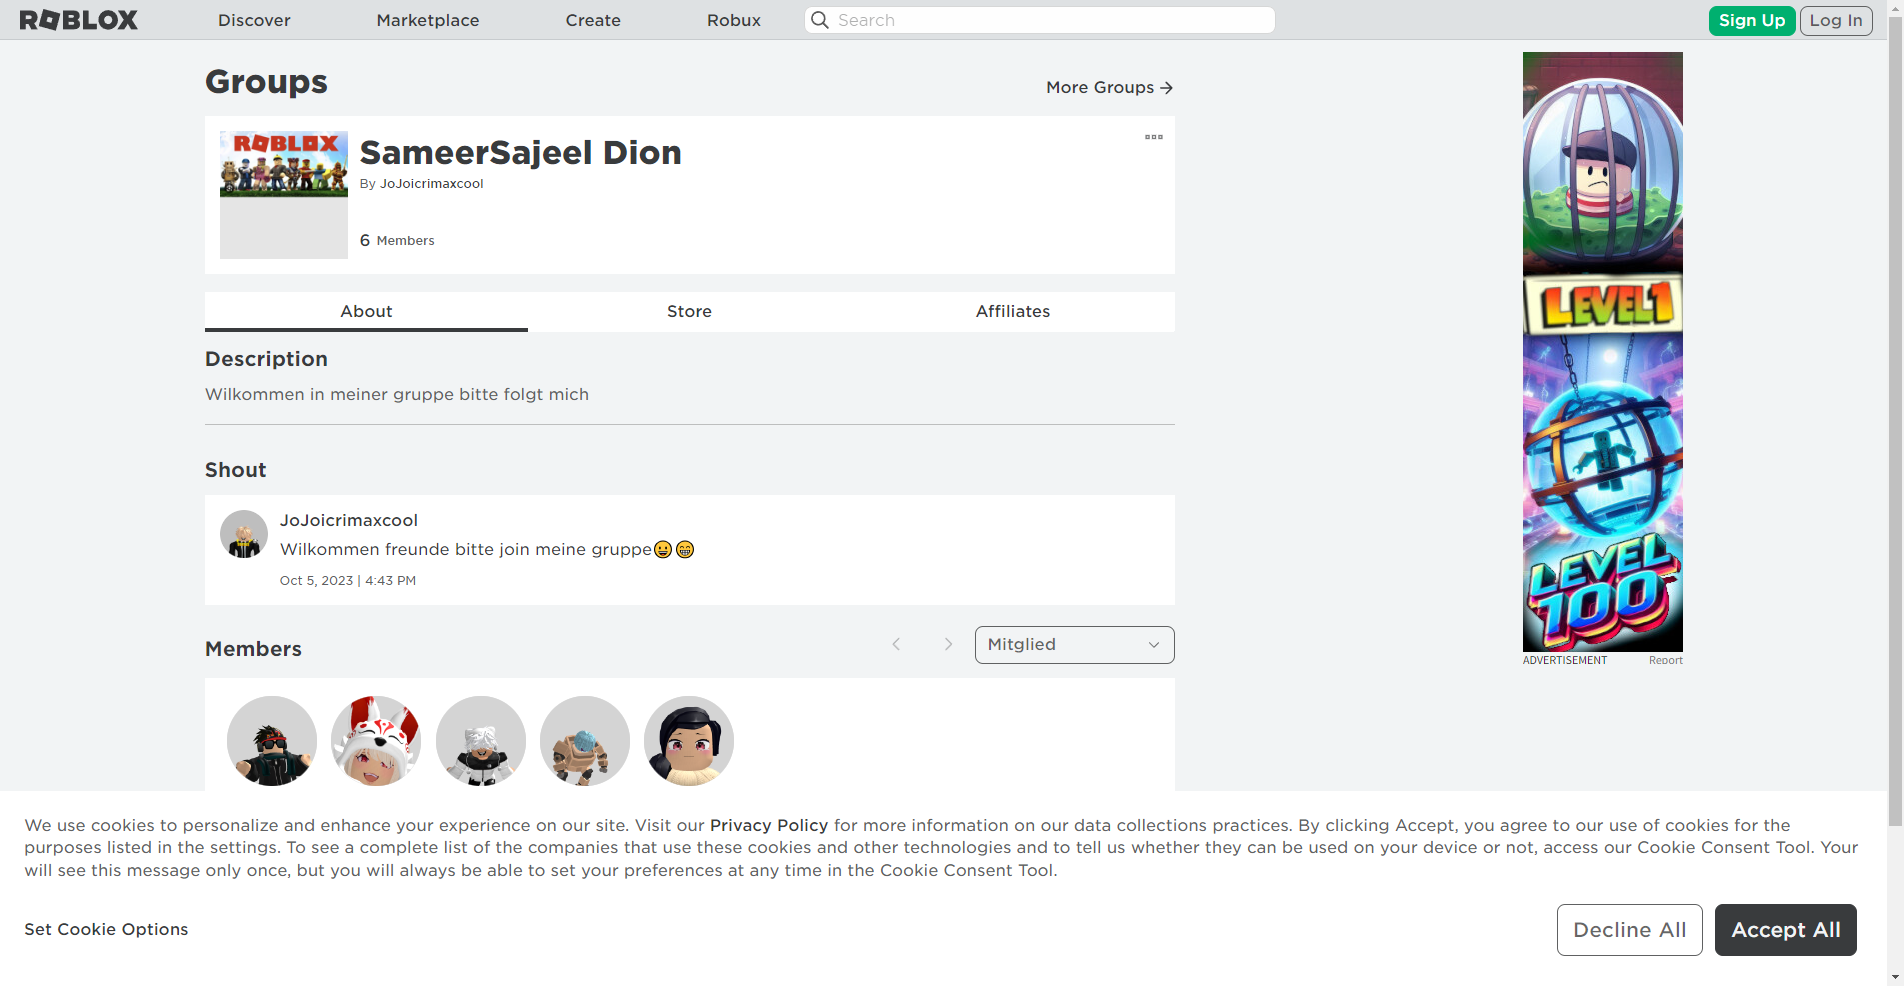 ROBLOX
Discover
Marketplace
Create
Robux
Search
Sign Up
Log In
Groups
More Groups
ROBLOX
SameerSajeel Dion
By JoJoicrimaxcool
6 Members
About
Store
Affiliates
Description
Wilkommen in meiner gruppe bitte folgt mich
Shout
JoJoicrimaxcool
Wilkommen freunde bitte join meine gruppe😀😁
Oct 5, 2023 | 4:43 PM
Members
Mitglied
LEVEL 1
LEVEL
100
ADVERTISEMENT
Report
We use cookies to personalize and enhance your experience on our site. Visit our Privacy Policy for more information on our data collections practices. By clicking Accept, you agree to our use of cookies for the
purposes listed in the settings. To see a complete list of the companies that use these cookies and other technologies and to tell us whether they can be used on your device or not, access our Cookie Consent Tool. Your
will see this message only once, but you will always be able to set your preferences at any time in the Cookie Consent Tool.
Set Cookie Options
Decline All
Accept All